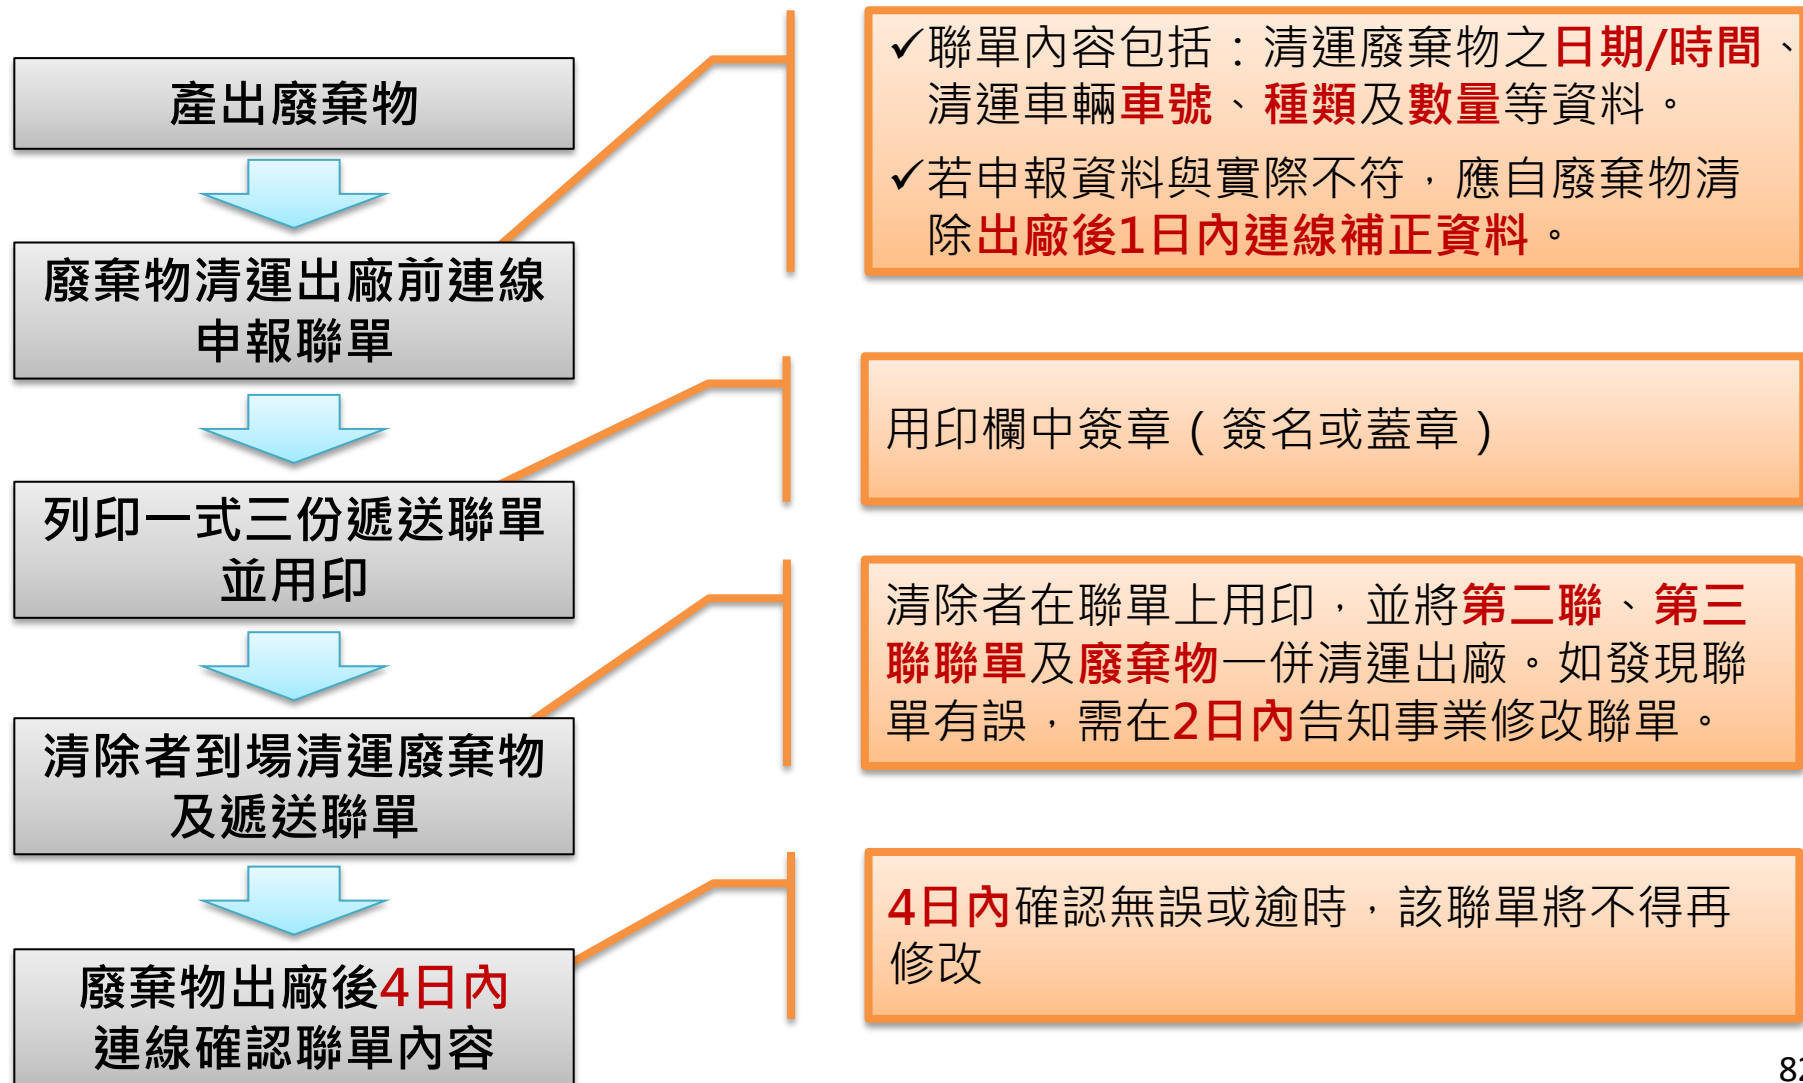 產出廢棄物
廢棄物清運出廠前連線
申報聯單
列印一式三份遞送聯單
並用印
清除者到場清運廢棄物
及遞送聯單
廢棄物出廠後4日內
連線確認聯單內容
✓聯單內容包括：清運廢棄物之日期/時間、
清運車輛車號、種類及數量等資料。
✓若申報資料與實際不符，應自廢棄物清
除出廠後1日內連線補正資料。
用印欄中簽章（簽名或蓋章）
清除者在聯單上用印，並將第二聯、第三
聯聯單及廢棄物一併清運出廠。如發現聯
單有誤，需在2日內告知事業修改聯單。
4日內確認無誤或逾時，該聯單將不得再
修改
82